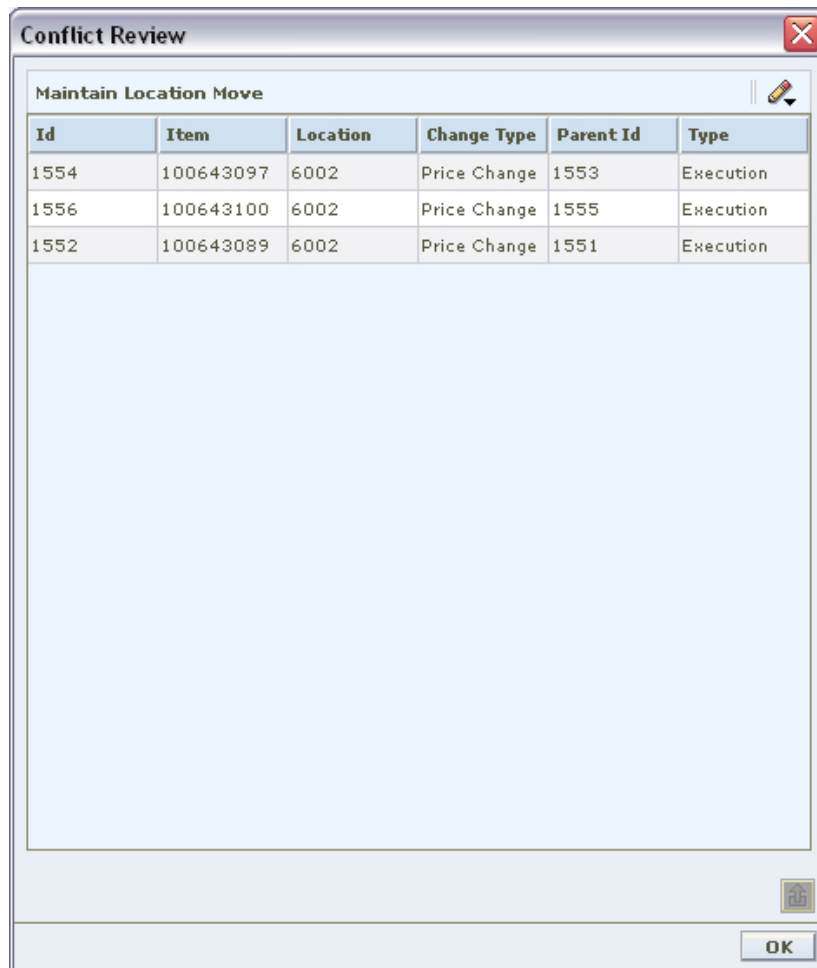 Conflict Review
Maintain Location Move
Id Item Location Change Type Parent Id Type
1554 100643097 6002 Price Change 1553 Execution
1556 100643100 6002 Price Change 1555 Execution
1552 100643089 6002 Price Change 1551 Execution
OK